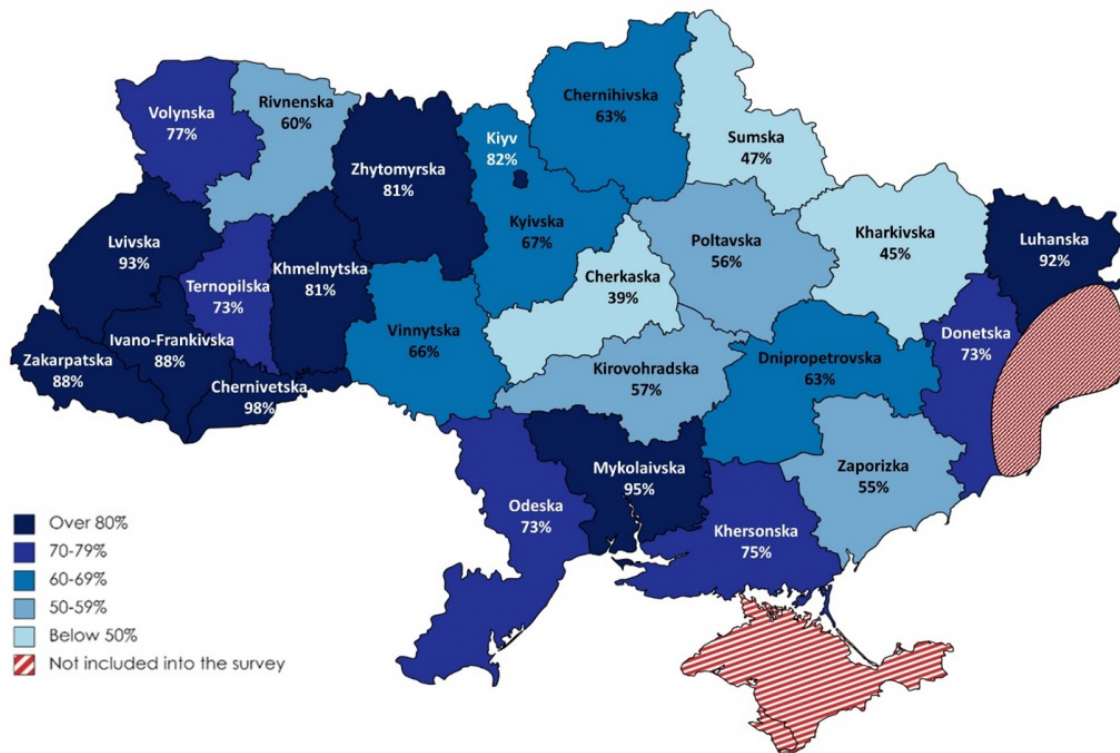 Volynska
77%
Rivnenska
60%
Zhytomyrska
81%
Kiyv
82%
Chernihivska
63%
Sumska
47%
Lvivska
93%
Ternopilska
73%
Khmelnytska
81%
Kyivska
67%
Cherkaska
39%
Poltavska
56%
Kharkivska
45%
Luhanska
92%
Zakarpatska
88%
Ivano-Frankivska
88%
Chernivetska
98%
Vinnytska
66%
Kirovohradska
57%
Dnipropetrovska
63%
Donetska
73%
Odeska
73%
Mykolaivska
95%
Khersonska
75%
Zaporizka
55%
Over 80%
70-79%
60-69%
50-59%
Below 50%
Not included into the survey